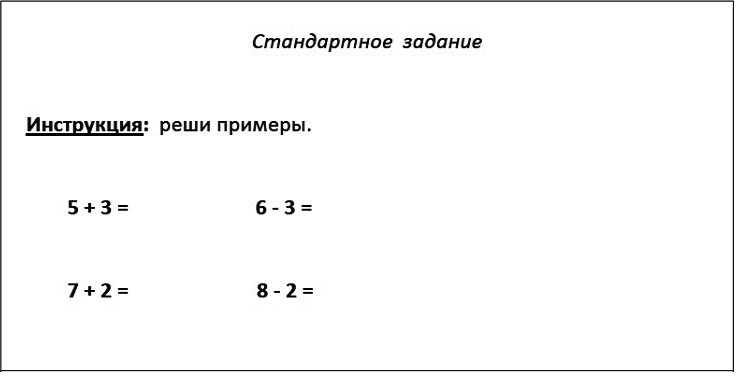 Стандартное задание
Инструкция: реши примеры.
5 + 3 = 6 - 3 =
7 + 2 = 8 - 2 =